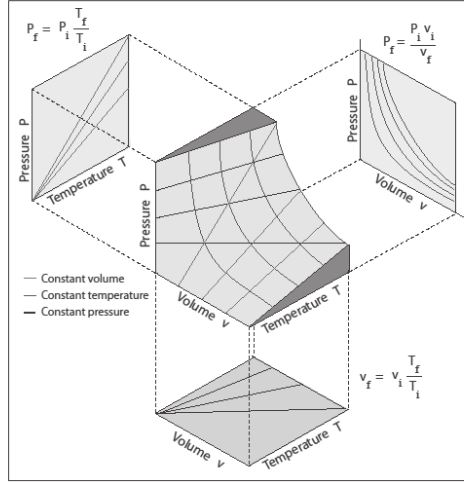 P_f = P_i T_f/T_i
P_f = P_i v_i/v_f
Pressure P
Temperature T
Pressure P
Volume v
Pressure P
Volume v
Temperature T
Constant volume
Constant temperature
Constant pressure
v_f = v_i T_f/T_i
Volume v
Temperature T